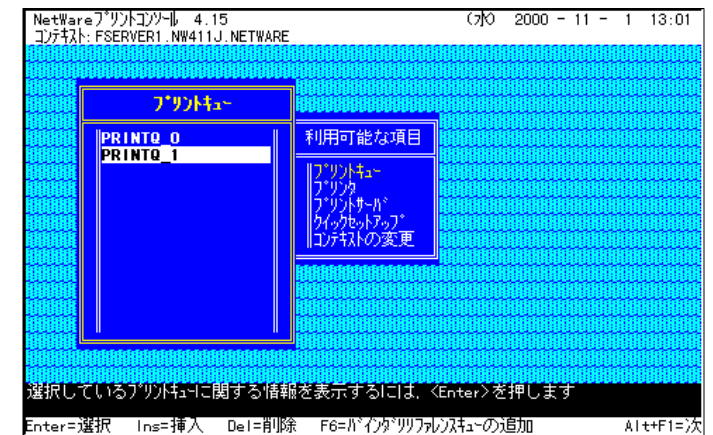 NetWareﾌﾟﾘﾝﾄｺﾝｿｰﾙ 4.15 (水) 2000 - 11 - 1 13:01
ｺﾝﾃｷｽﾄ: FSERVER1.NW411J.NETWARE
ﾌﾟﾘﾝﾄｷｭｰ
PRINTQ_0
PRINTQ_1
利用可能な項目
ﾌﾟﾘﾝﾄｷｭｰ
ﾌﾟﾘﾝﾀ
ﾌﾟﾘﾝﾄｻｰﾊﾞ
ｸｲｯｸｾｯﾄｱｯﾌﾟ
ｺﾝﾃｷｽﾄの変更
選択しているﾌﾟﾘﾝﾄｷｭｰに関する情報を表示するには, <Enter>を押します
Enter=選択 Ins=挿入 Del=削除 F6=ﾊﾞｲﾝﾀﾞﾘﾘﾌｧﾚﾝｽｷｭｰの追加 Alt+F1=次